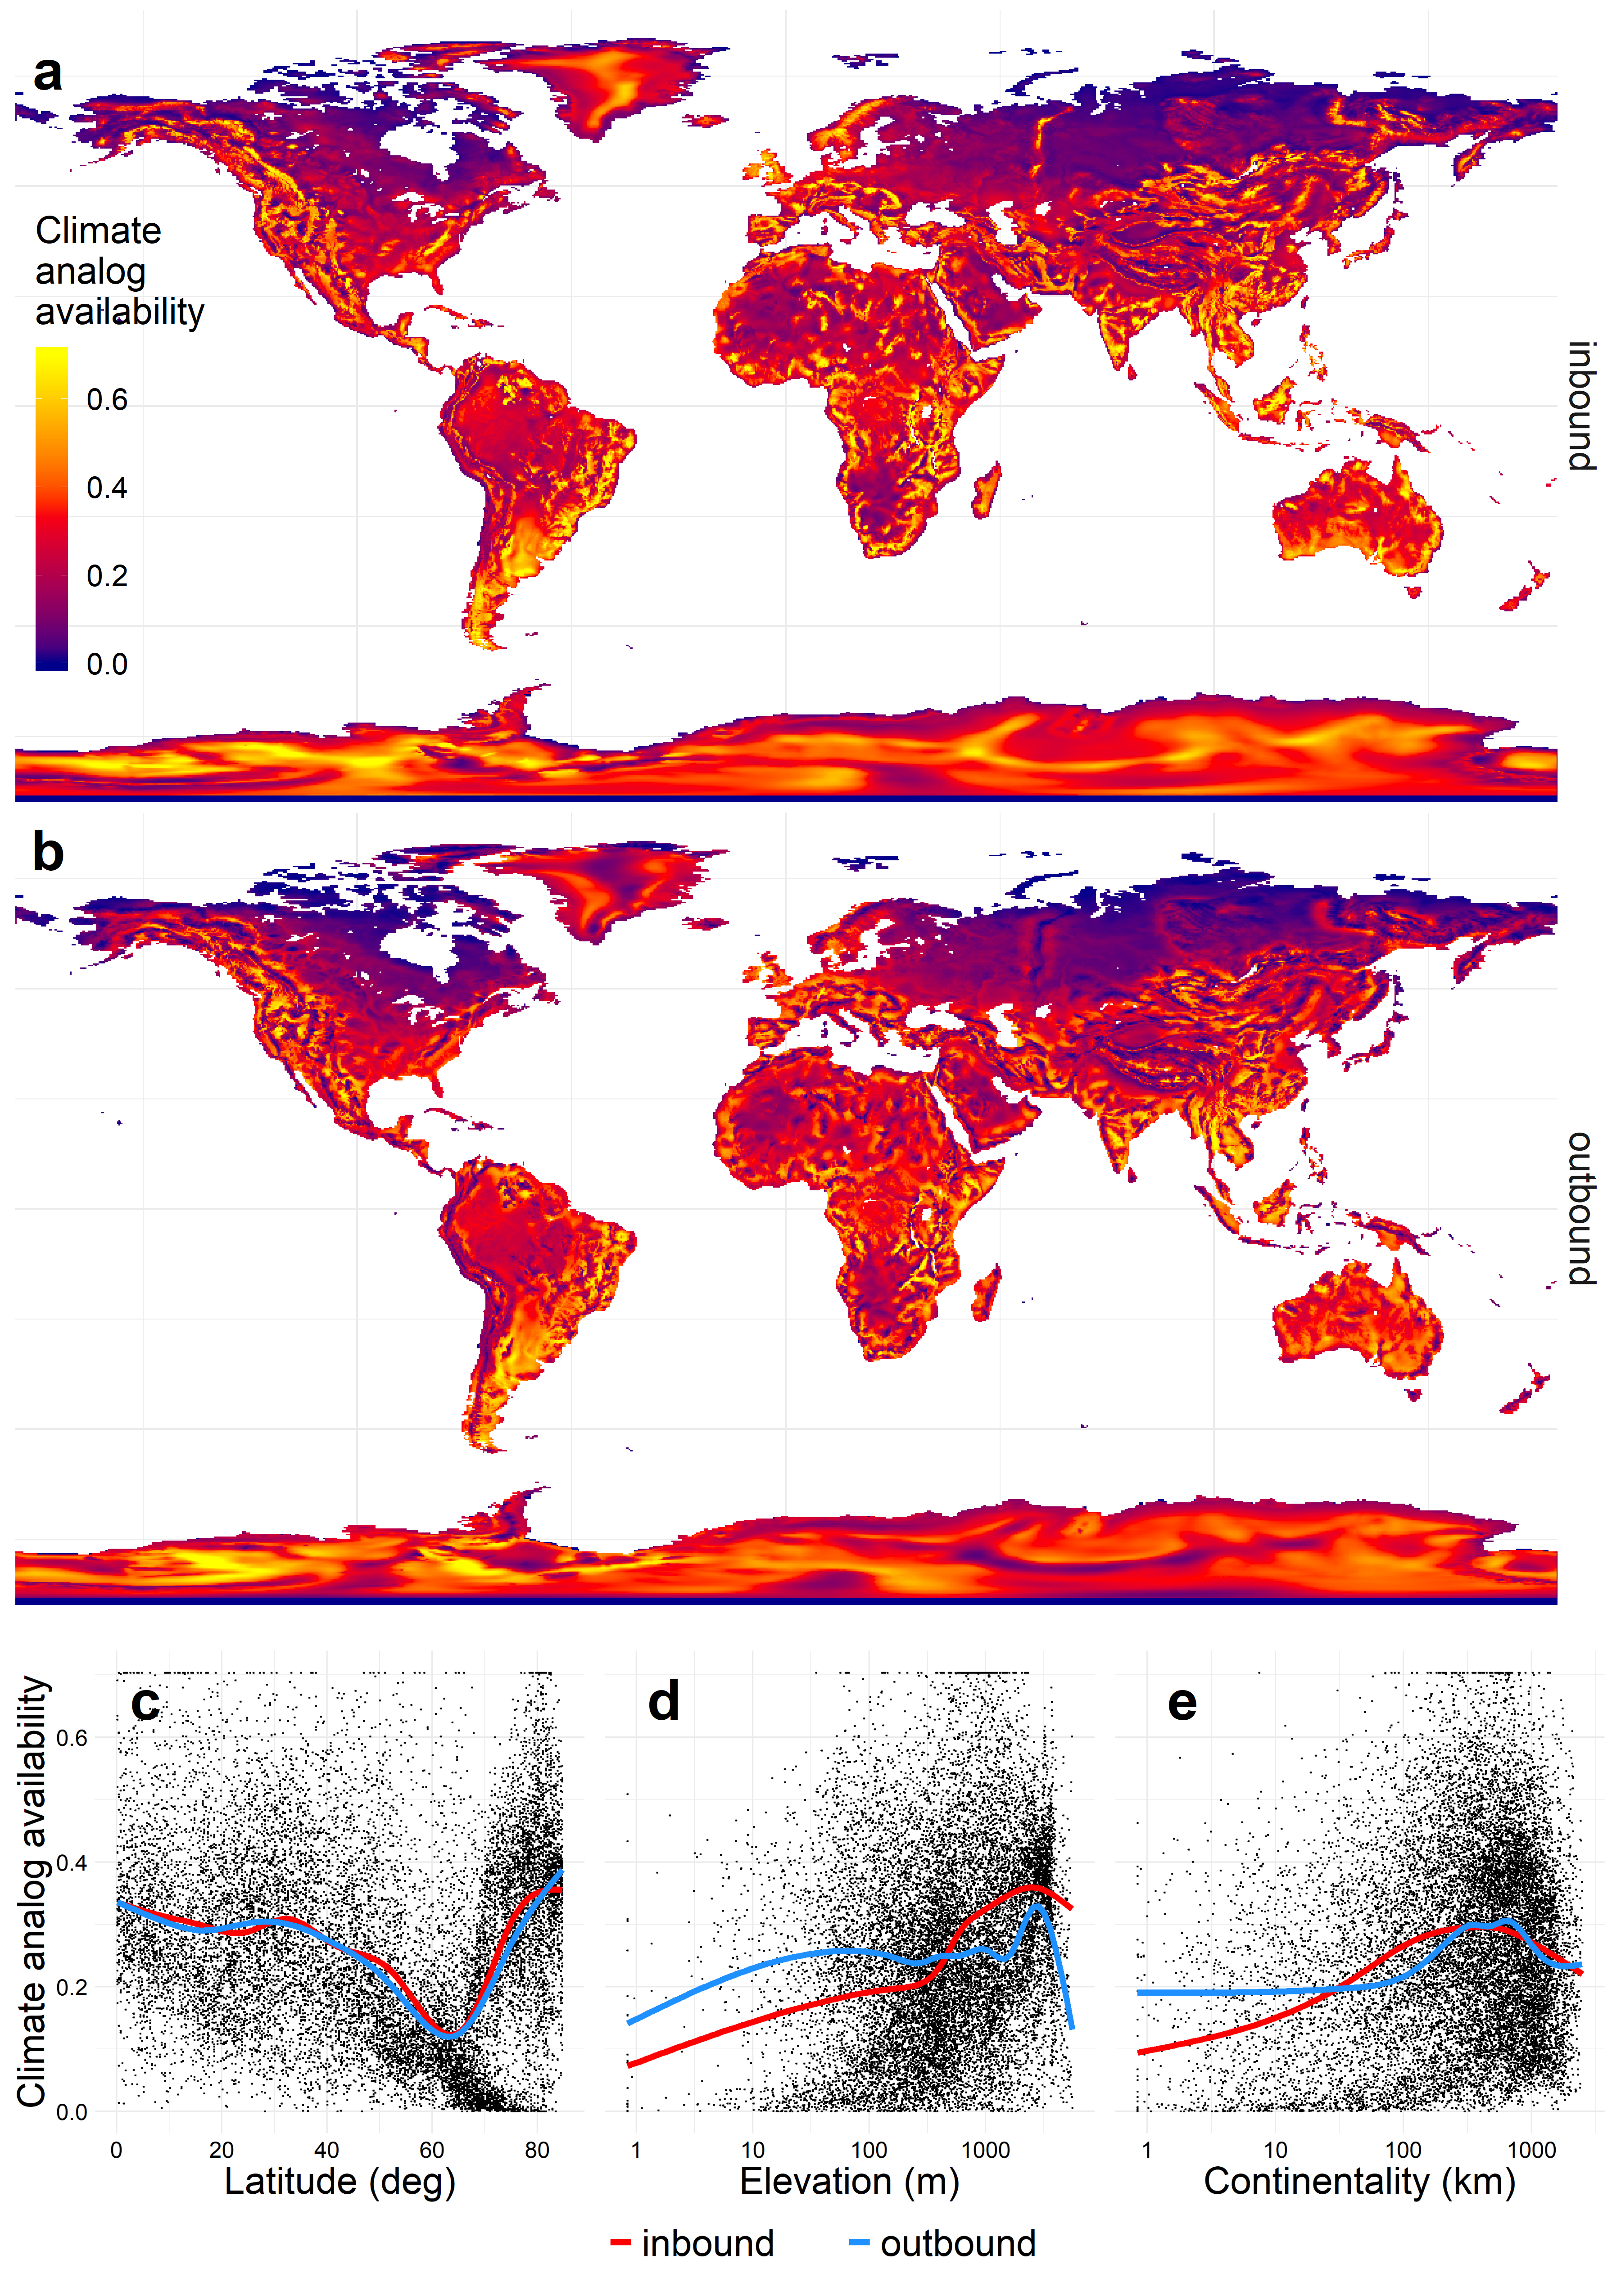 a
Climate
analog
availability
0.6
0.4
0.2
0.0
inbound
b
outbound
Climate analog availability
0.6
0.4
0.2
0.0
c
0 20 40 60 80
Latitude (deg)
d
1 10 100 1000
Elevation (m)
e
1 10 100 1000
Continentality (km)
inbound outbound